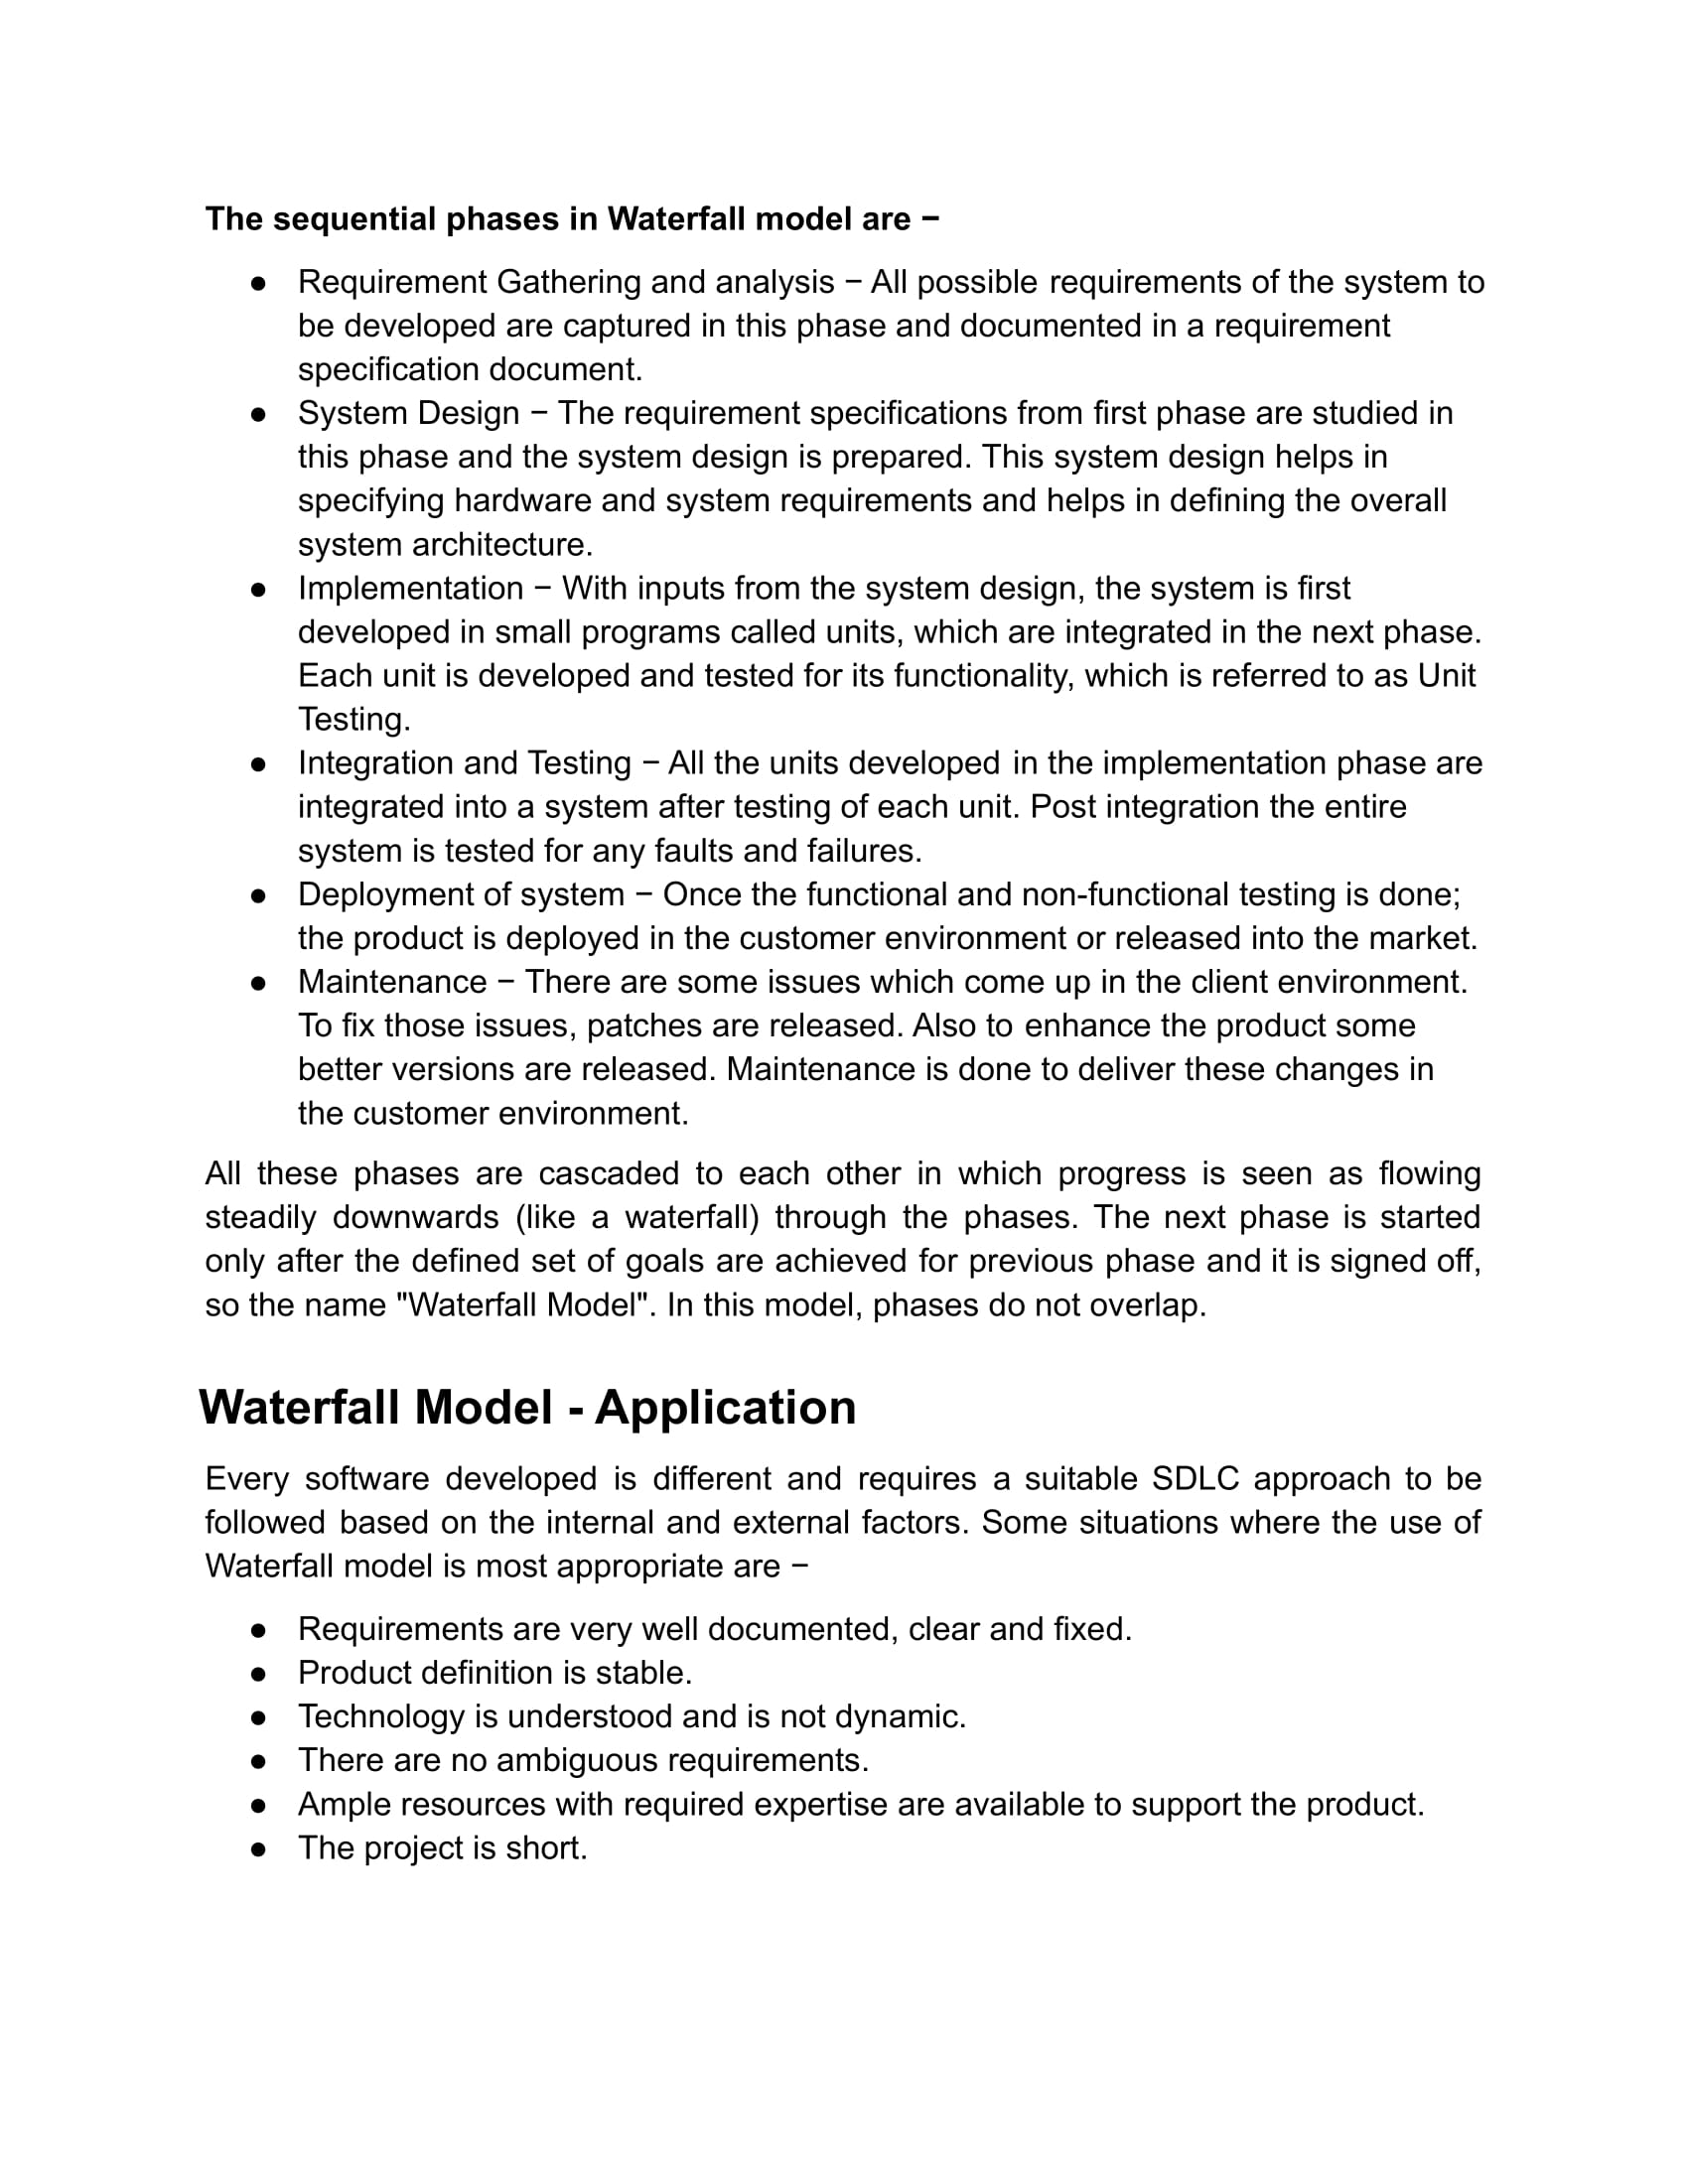 The sequential phases in Waterfall model are −
● Requirement Gathering and analysis − All possible requirements of the system to
be developed are captured in this phase and documented in a requirement
specification document.
● System Design − The requirement specifications from first phase are studied in
this phase and the system design is prepared. This system design helps in
specifying hardware and system requirements and helps in defining the overall
system architecture.
● Implementation − With inputs from the system design, the system is first
developed in small programs called units, which are integrated in the next phase.
Each unit is developed and tested for its functionality, which is referred to as Unit
Testing.
● Integration and Testing − All the units developed in the implementation phase are
integrated into a system after testing of each unit. Post integration the entire
system is tested for any faults and failures.
● Deployment of system − Once the functional and non-functional testing is done;
the product is deployed in the customer environment or released into the market.
● Maintenance − There are some issues which come up in the client environment.
To fix those issues, patches are released. Also to enhance the product some
better versions are released. Maintenance is done to deliver these changes in
the customer environment.
All these phases are cascaded to each other in which progress is seen as flowing
steadily downwards (like a waterfall) through the phases. The next phase is started
only after the defined set of goals are achieved for previous phase and it is signed off,
so the name "Waterfall Model". In this model, phases do not overlap.
Waterfall Model - Application
Every software developed is different and requires a suitable SDLC approach to be
followed based on the internal and external factors. Some situations where the use of
Waterfall model is most appropriate are −
● Requirements are very well documented, clear and fixed.
● Product definition is stable.
● Technology is understood and is not dynamic.
● There are no ambiguous requirements.
● Ample resources with required expertise are available to support the product.
● The project is short.